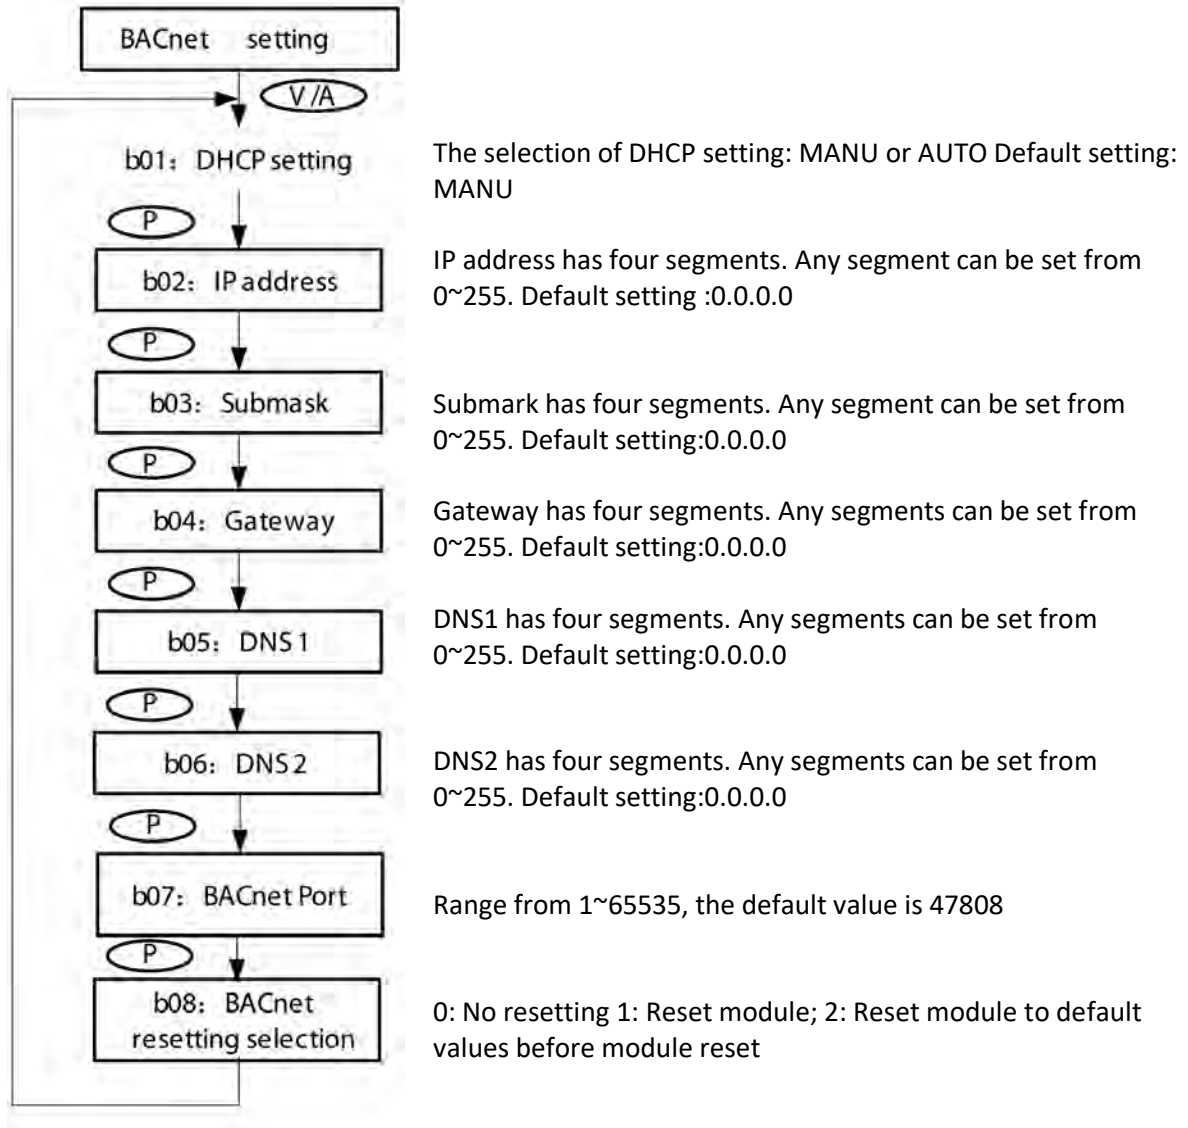 BACnet setting
V/A
b01: DHCP setting
The selection of DHCP setting: MANU or AUTO Default setting:
MANU
P
b02: IP address
IP address has four segments. Any segment can be set from
0~255. Default setting :0.0.0.0
P
b03: Submask
Submark has four segments. Any segment can be set from
0~255. Default setting:0.0.0.0
P
b04: Gateway
Gateway has four segments. Any segments can be set from
0~255. Default setting:0.0.0.0
P
b05: DNS1
DNS1 has four segments. Any segments can be set from
0~255. Default setting:0.0.0.0
P
b06: DNS2
DNS2 has four segments. Any segments can be set from
0~255. Default setting:0.0.0.0
P
b07: BACnet Port
Range from 1~65535, the default value is 47808
P
b08: BACnet
resetting selection
0: No resetting 1: Reset module; 2: Reset module to default
values before module reset